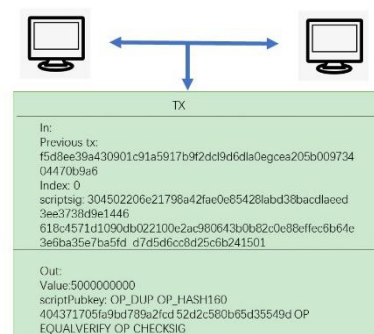 TX
In:
Previous tx:
f5d8ee39a430901c91a5917b9f2dcl9d6dla0egcea205b009734
04470b9a6
Index: 0
scriptsig: 304502206e21798a42fae0e85428labd38bacdlaeed
3ee3738d9e1446
618c4571d1090db022100e2ac980643b0b82c0e88effec6b64e
3e6ba35e7ba5fd d7d5d6cc8d25c6b241501
Out:
Value:5000000000
scriptPubkey: OP_DUP OP_HASH160
404371705fa9bd789a2fcd 52d2c580b65d35549d OP
EQUALVERIFY OP CHECKSIG